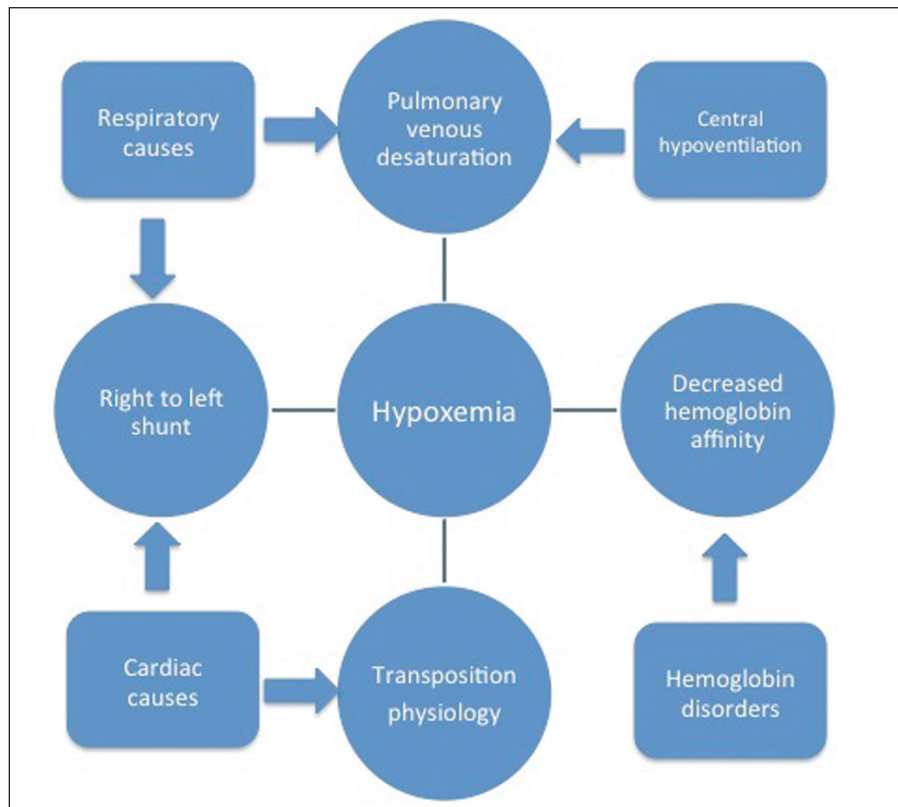 Respiratory
causes
Pulmonary
venous
desaturation
Central
hypoventilation
Right to left
shunt
Hypoxemia
Decreased
hemoglobin
affinity
Cardiac
causes
Transposition
physiology
Hemoglobin
disorders